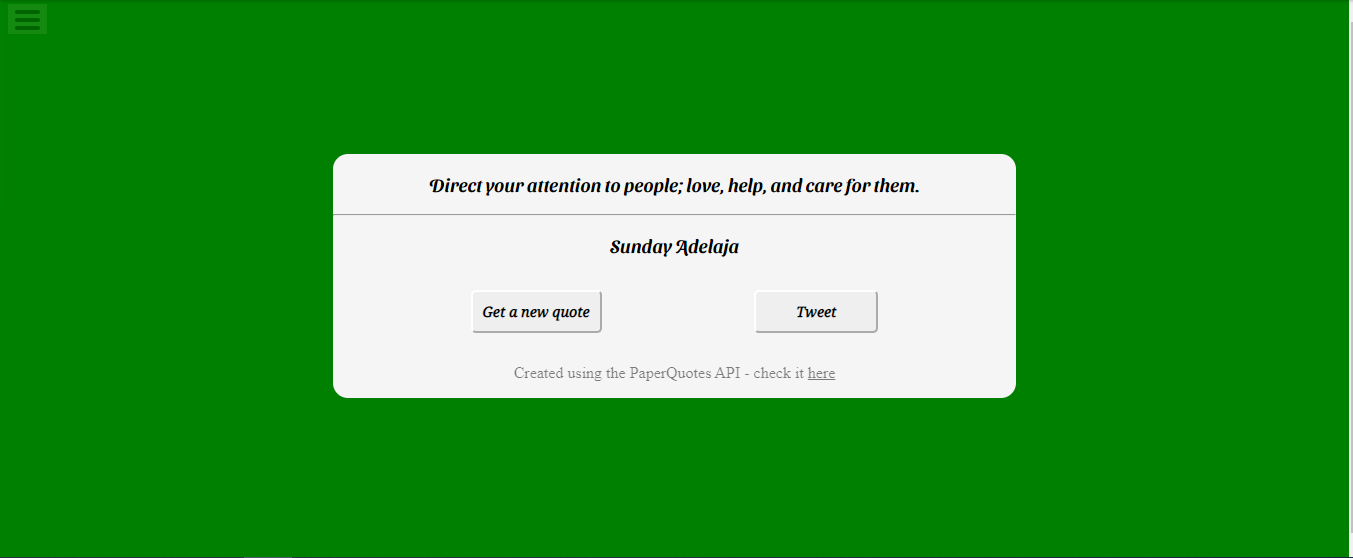 Direct your attention to people; love, help, and care for them.
Sunday Adelaja
Get a new quote
Tweet
Created using the PaperQuotes API - check it here